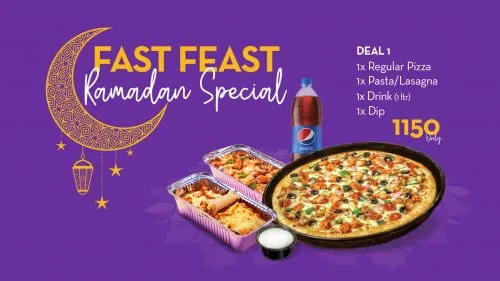 FAST FEAST
Ramadan Special
DEAL 1
1x Regular Pizza
1x Pasta/Lasagna
1x Drink (1 ltr)
1x Dip
1150
Only
pepsi